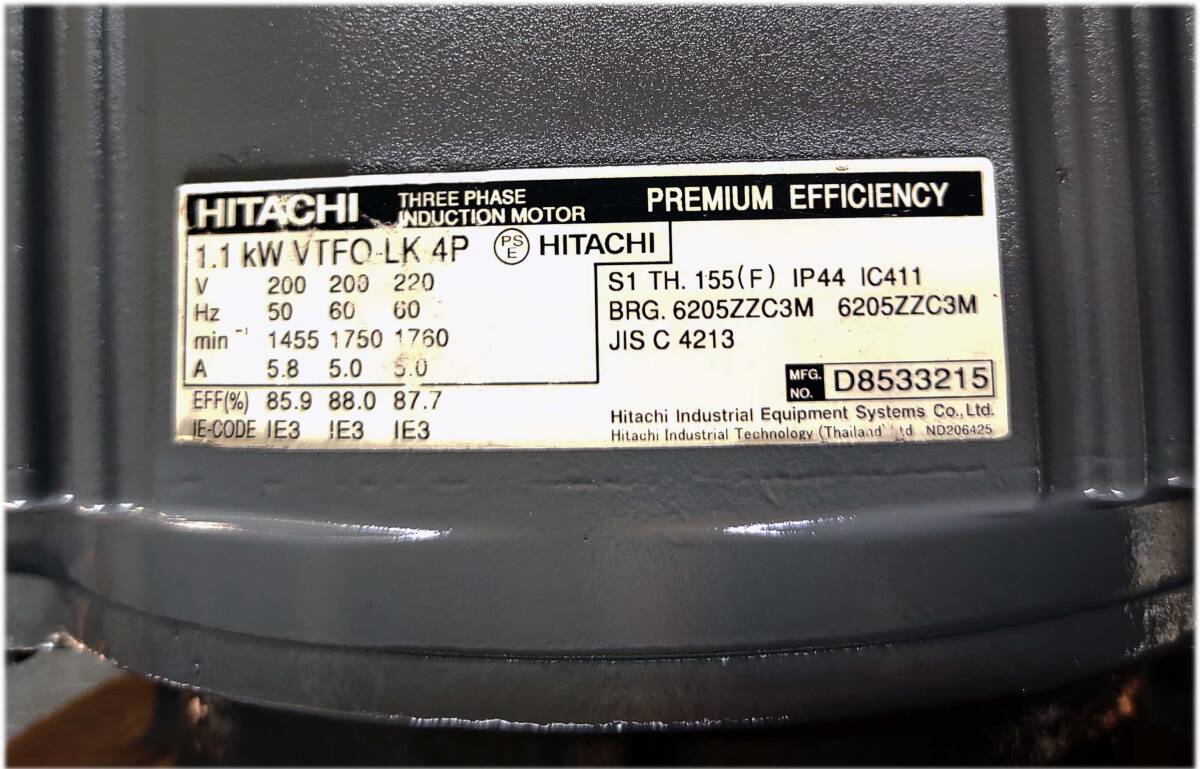 HITACHI THREE PHASE INDUCTION MOTOR PREMIUM EFFICIENCY
1.1 kW VTFO-LK 4P PSE HITACHI
V 200 200 220
Hz 50 60 60
min⁻¹ 1455 1750 1760
A 5.8 5.0 5.0
EFF(%) 85.9 88.0 87.7
IE-CODE IE3 IE3 IE3
S1 TH. 155(F) IP44 IC411
BRG. 6205ZZC3M 6205ZZC3M
JIS C 4213
MFG. NO. D8533215
Hitachi Industrial Equipment Systems Co.,Ltd.
Hitachi Industrial Technology (Thailand) ND206425